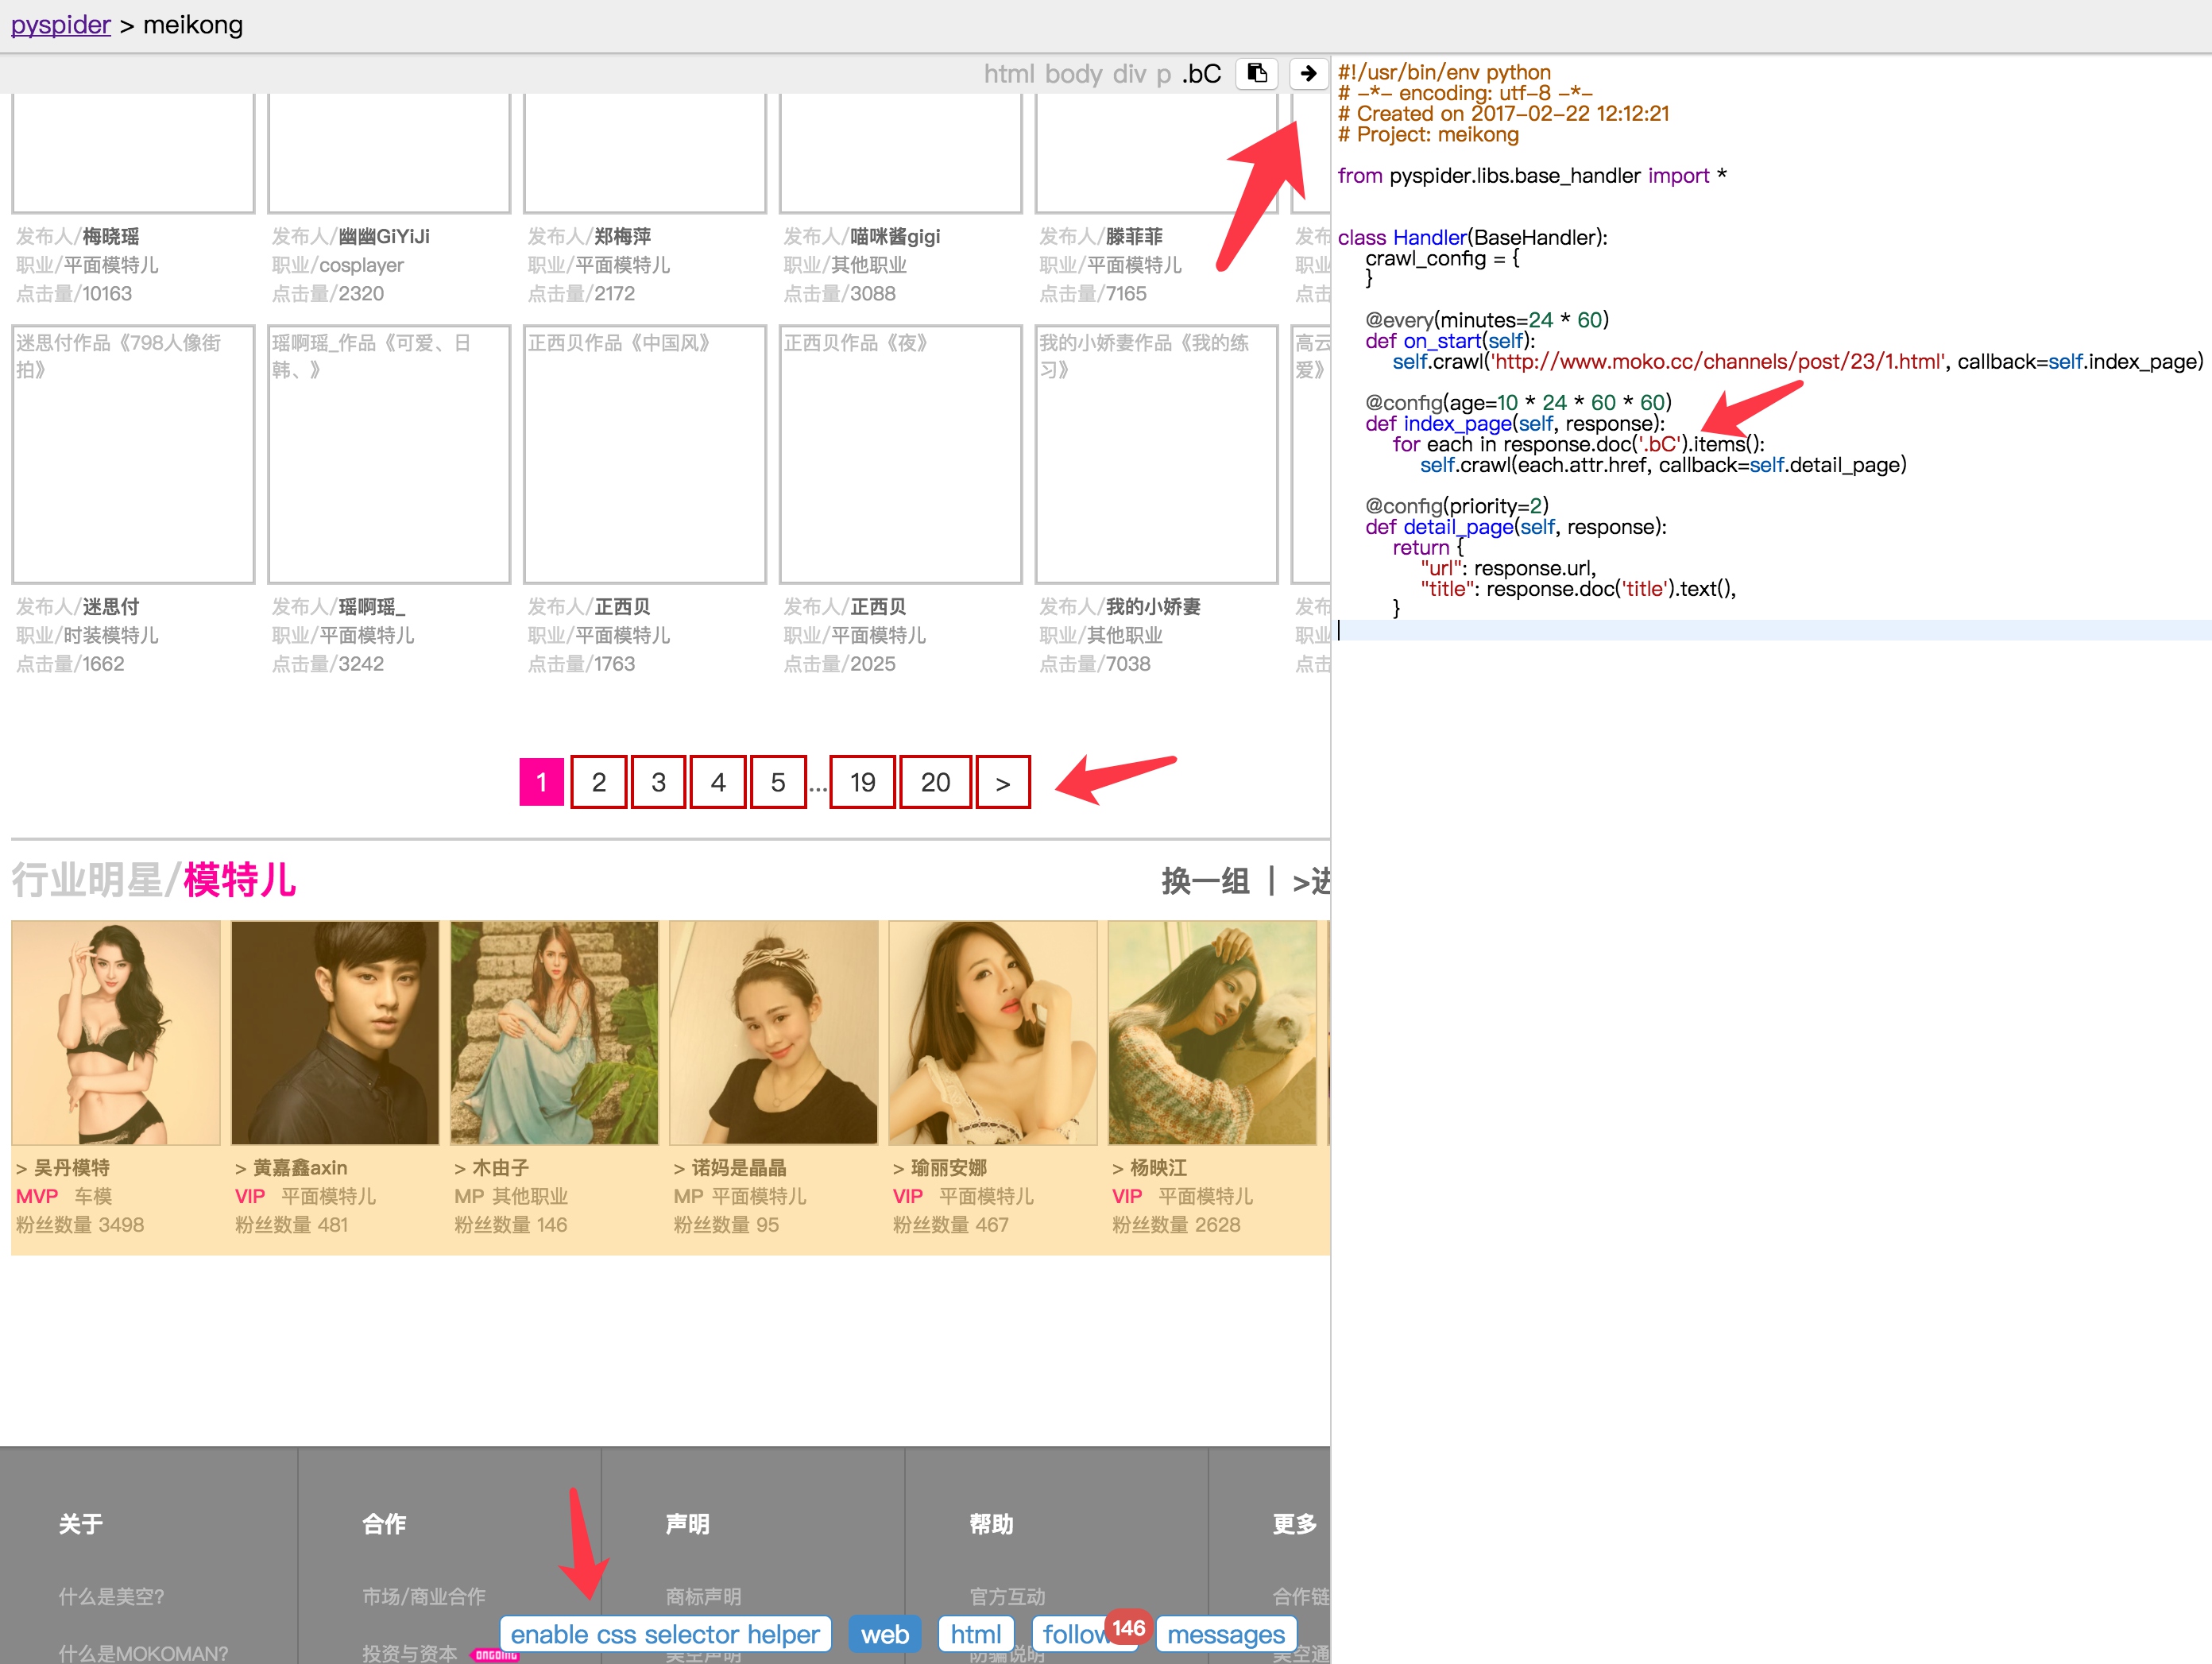 pyspider > meikong
html body div p .bC
发布人/梅晓瑶
职业/平面模特儿
点击量/10163
发布人/幽幽GiYiJi
职业/cosplayer
点击量/2320
发布人/郑梅萍
职业/平面模特儿
点击量/2172
发布人/喵咪酱gigi
职业/其他职业
点击量/3088
发布人/滕菲菲
职业/平面模特儿
点击量/7165
发布
职业
点击
迷思付作品《798人像街
拍》
瑶啊瑶_作品《可爱、日
韩、》
正西贝作品《中国风》
正西贝作品《夜》
我的小娇妻作品《我的练
习》
高云
爱》
发布人/迷思付
职业/时装模特儿
点击量/1662
发布人/瑶啊瑶_
职业/平面模特儿
点击量/3242
发布人/正西贝
职业/平面模特儿
点击量/1763
发布人/正西贝
职业/平面模特儿
点击量/2025
发布人/我的小娇妻
职业/其他职业
点击量/7038
发布
职业
点击
1 2 3 4 5 ... 19 20 >
行业明星/模特儿
换一组 | >进
> 吴丹模特
MVP 车模
粉丝数量 3498
> 黄嘉鑫axin
VIP 平面模特儿
粉丝数量 481
> 木由子
MP 其他职业
粉丝数量 146
> 诺妈是晶晶
MP 平面模特儿
粉丝数量 95
> 瑜丽安娜
VIP 平面模特儿
粉丝数量 467
> 杨映江
VIP 平面模特儿
粉丝数量 2628
关于
什么是美空?
什么是MOKOMAN?
合作
市场/商业合作
投资与资本 ONGOING
声明
商标声明
美空声明
帮助
官方互动
防骗说明
更多
合作链
美空通
enable css selector helper
web
html
follow 146
messages
#!/usr/bin/env python
# -*- encoding: utf-8 -*-
# Created on 2017-02-22 12:12:21
# Project: meikong
from pyspider.libs.base_handler import *
class Handler(BaseHandler):
crawl_config = {
}
@every(minutes=24 * 60)
def on_start(self):
self.crawl('http://www.moko.cc/channels/post/23/1.html', callback=self.index_page)
@config(age=10 * 24 * 60 * 60)
def index_page(self, response):
for each in response.doc('.bC').items():
self.crawl(each.attr.href, callback=self.detail_page)
@config(priority=2)
def detail_page(self, response):
return {
"url": response.url,
"title": response.doc('title').text(),
}